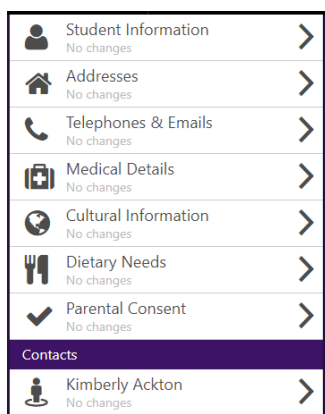 Student Information
No changes
Addresses
No changes
Telephones & Emails
No changes
Medical Details
No changes
Cultural Information
No changes
Dietary Needs
No changes
Parental Consent
No changes
Contacts
Kimberly Ackton
No changes